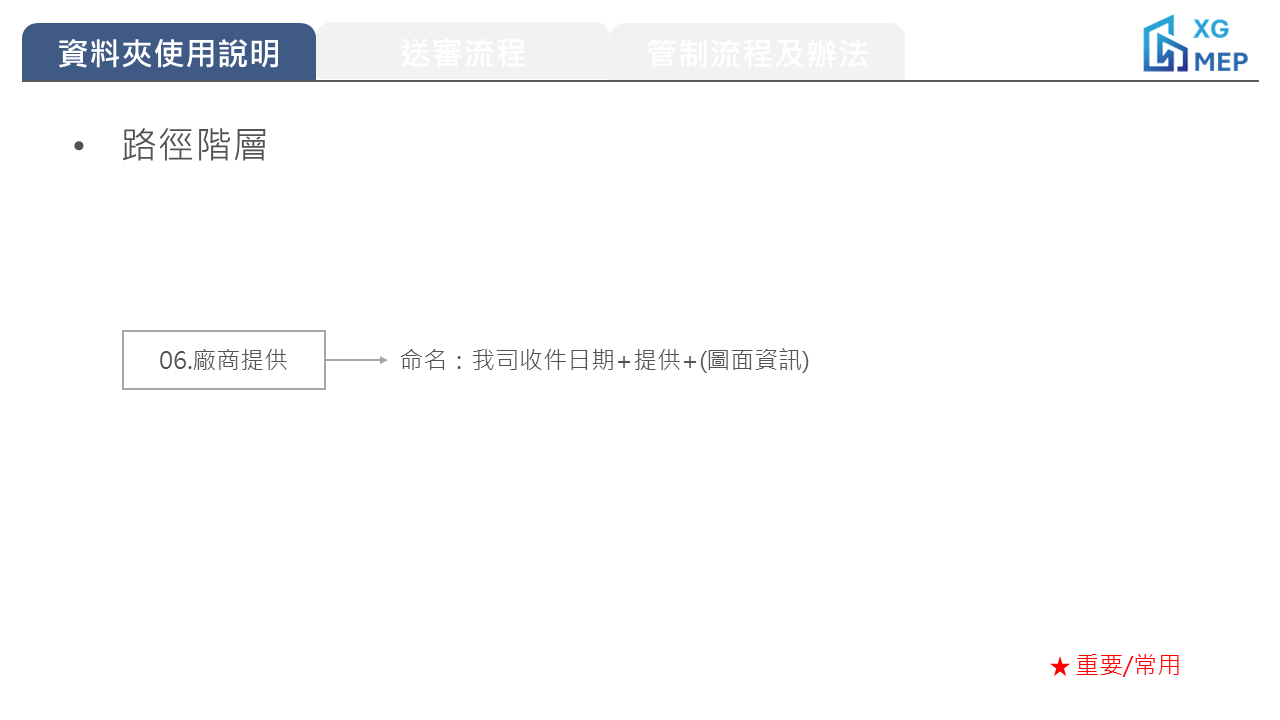 資料夾使用說明
送審流程
管制流程及辦法
XG
MEP
• 路徑階層
06.廠商提供
命名：我司收件日期+提供+(圖面資訊)
★ 重要/常用